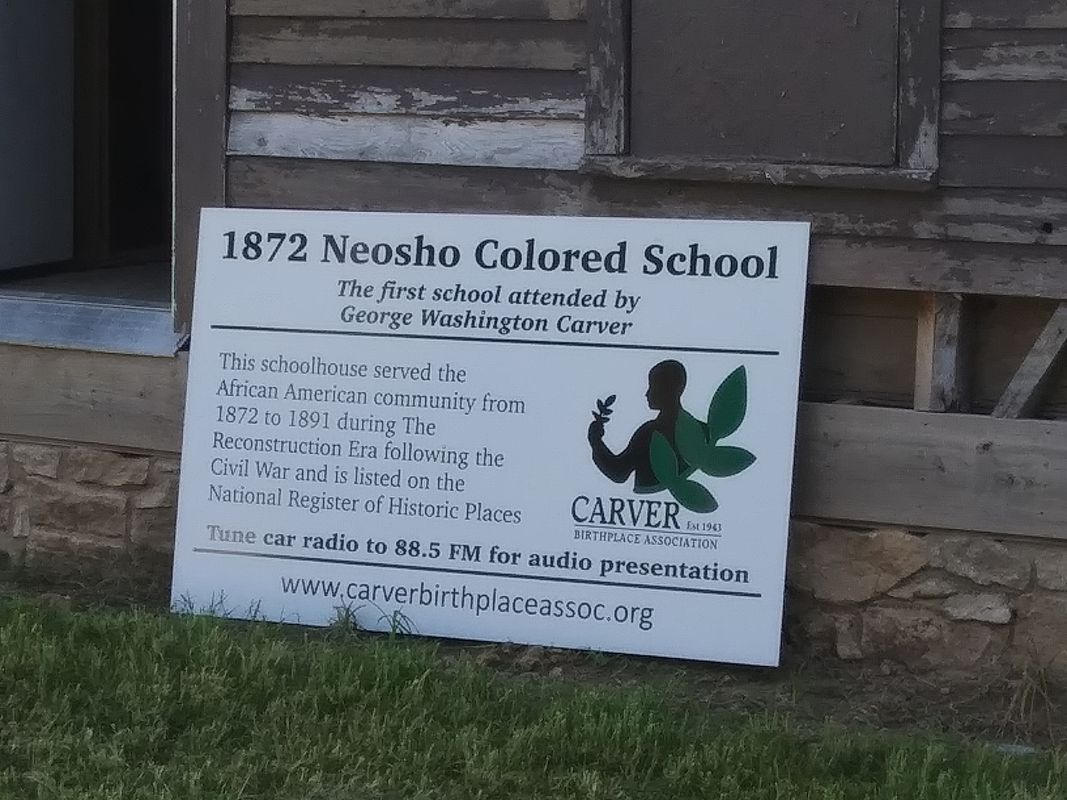 1872 Neosho Colored School
The first school attended by
George Washington Carver
This schoolhouse served the
African American community from
1872 to 1891 during The
Reconstruction Era following the
Civil War and is listed on the
National Register of Historic Places
CARVER Est 1943
BIRTHPLACE ASSOCIATION
Tune car radio to 88.5 FM for audio presentation
www.carverbirthplaceassoc.org